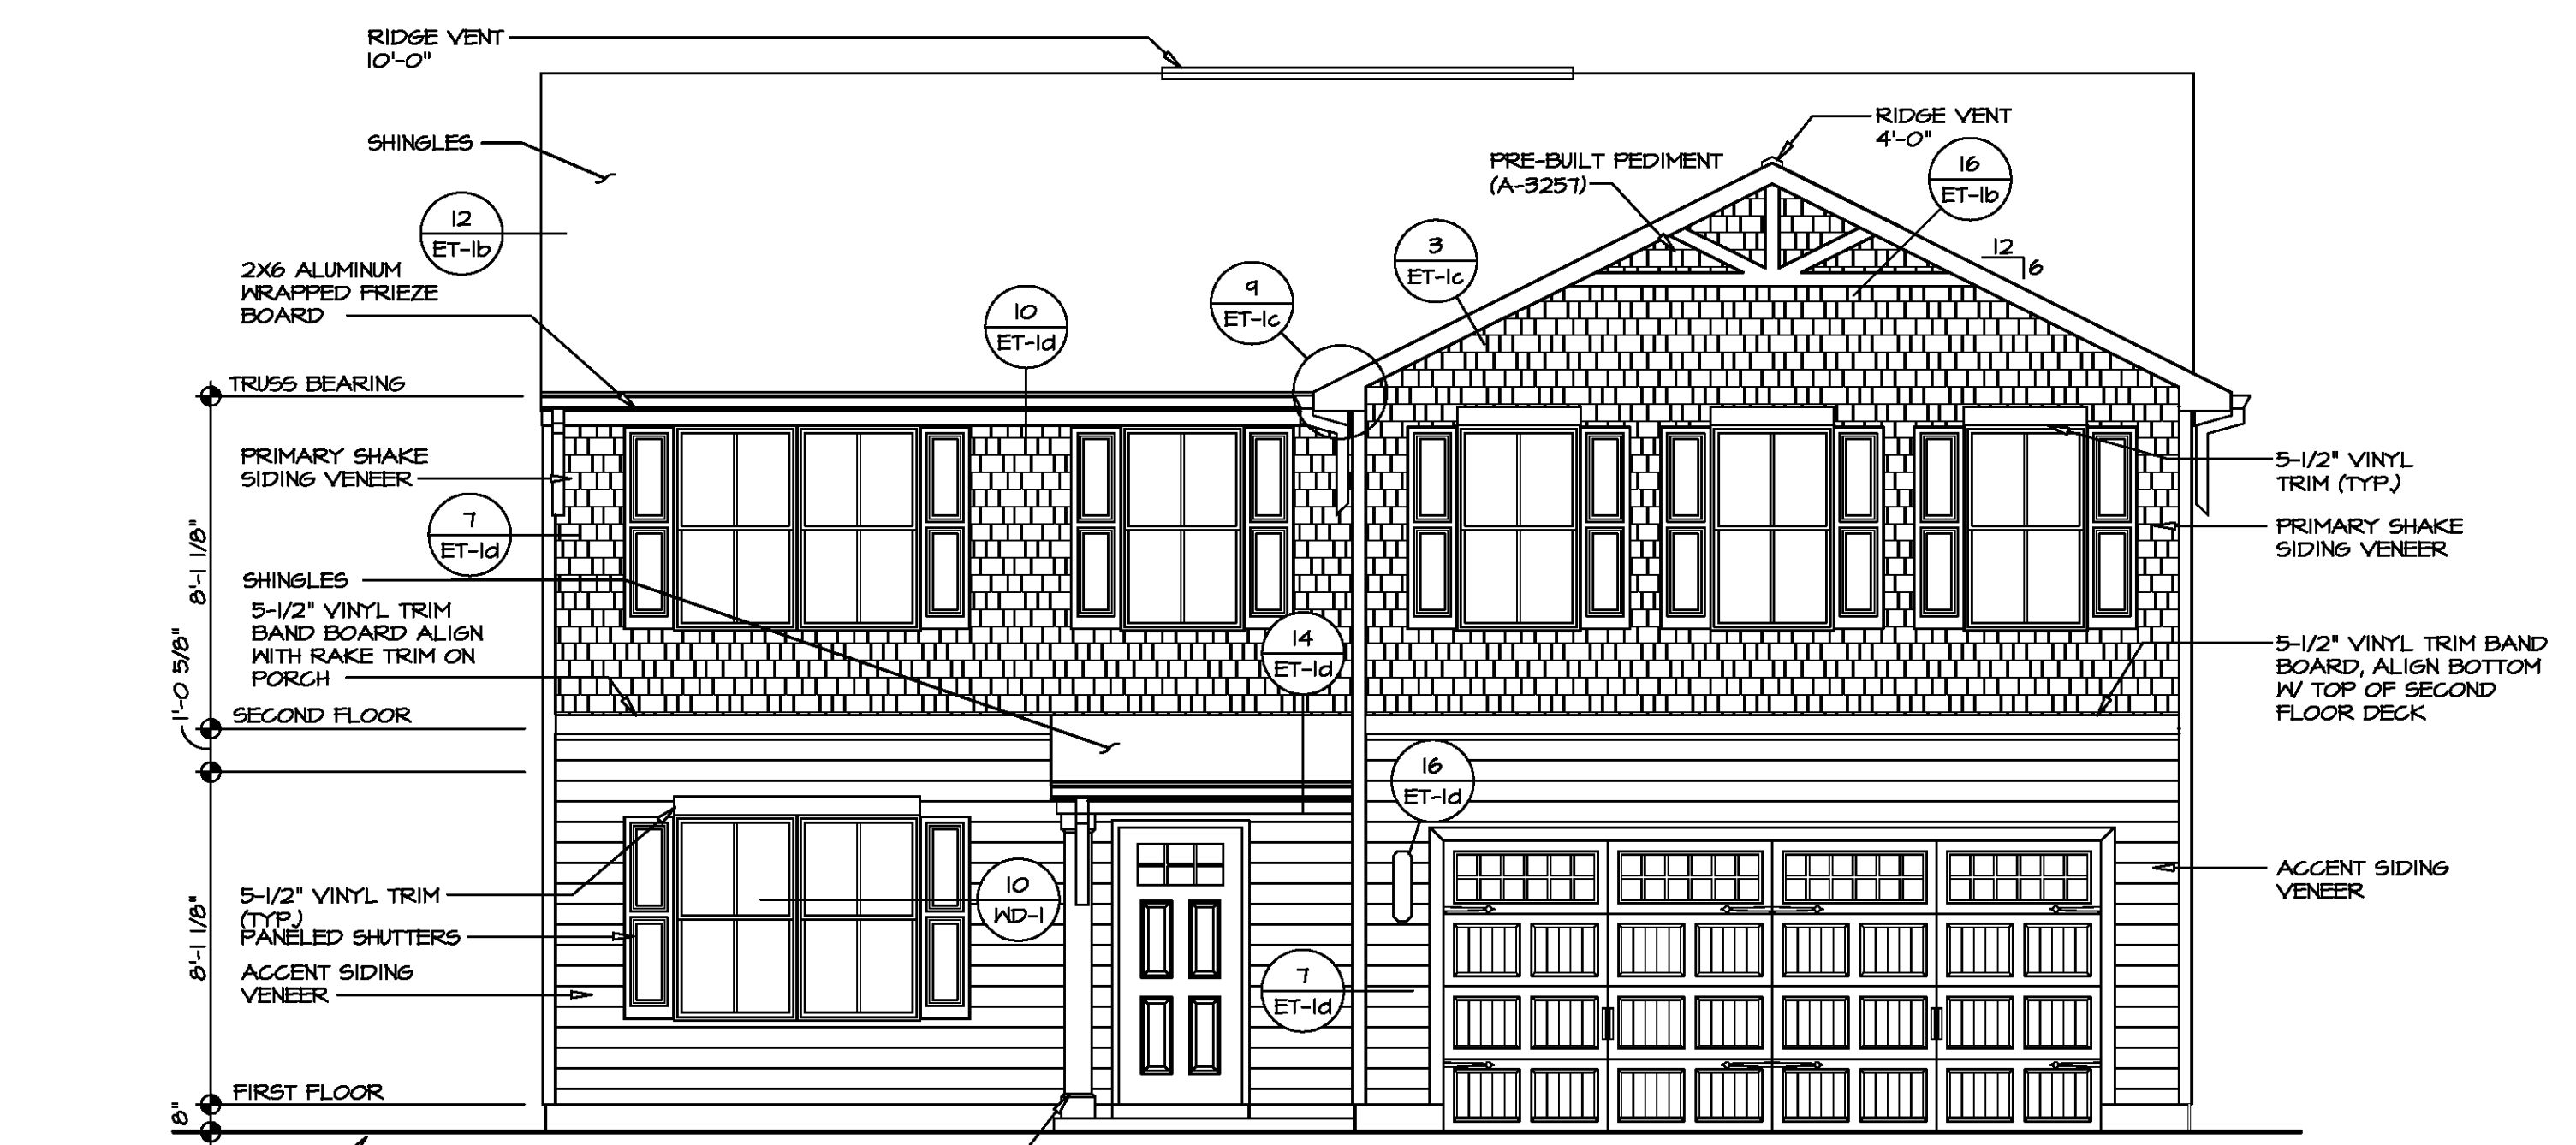 RIDGE VENT
10'-0"
SHINGLES
12
ET-1b
2X6 ALUMINUM
WRAPPED FRIEZE
BOARD
TRUSS BEARING
PRIMARY SHAKE
SIDING VENEER
7
ET-1d
8'-1 1/8"
SHINGLES
5-1/2" VINYL TRIM
BAND BOARD ALIGN
WITH RAKE TRIM ON
PORCH
1'-0 5/8"
SECOND FLOOR
5-1/2" VINYL TRIM
(TYP.)
PANELED SHUTTERS
ACCENT SIDING
VENEER
8'-1 1/8"
FIRST FLOOR
8"
10
ET-1d
9
ET-1c
3
ET-1c
PRE-BUILT PEDIMENT
(A-3257)
RIDGE VENT
4'-0"
16
ET-1b
12
6
14
ET-1d
16
ET-1d
10
WD-1
7
ET-1d
5-1/2" VINYL
TRIM (TYP.)
PRIMARY SHAKE
SIDING VENEER
5-1/2" VINYL TRIM BAND
BOARD, ALIGN BOTTOM
W/ TOP OF SECOND
FLOOR DECK
ACCENT SIDING
VENEER